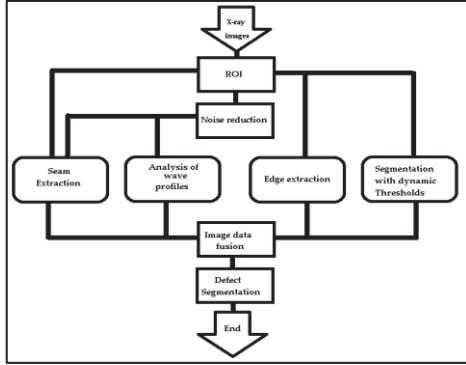 X-ray
images
ROI
Noise reduction
Seam
Extraction
Analysis of
wave
profiles
Edge extraction
Segmentation
with dynamic
Thresholds
Image data
fusion
Defect
Segmentation
End